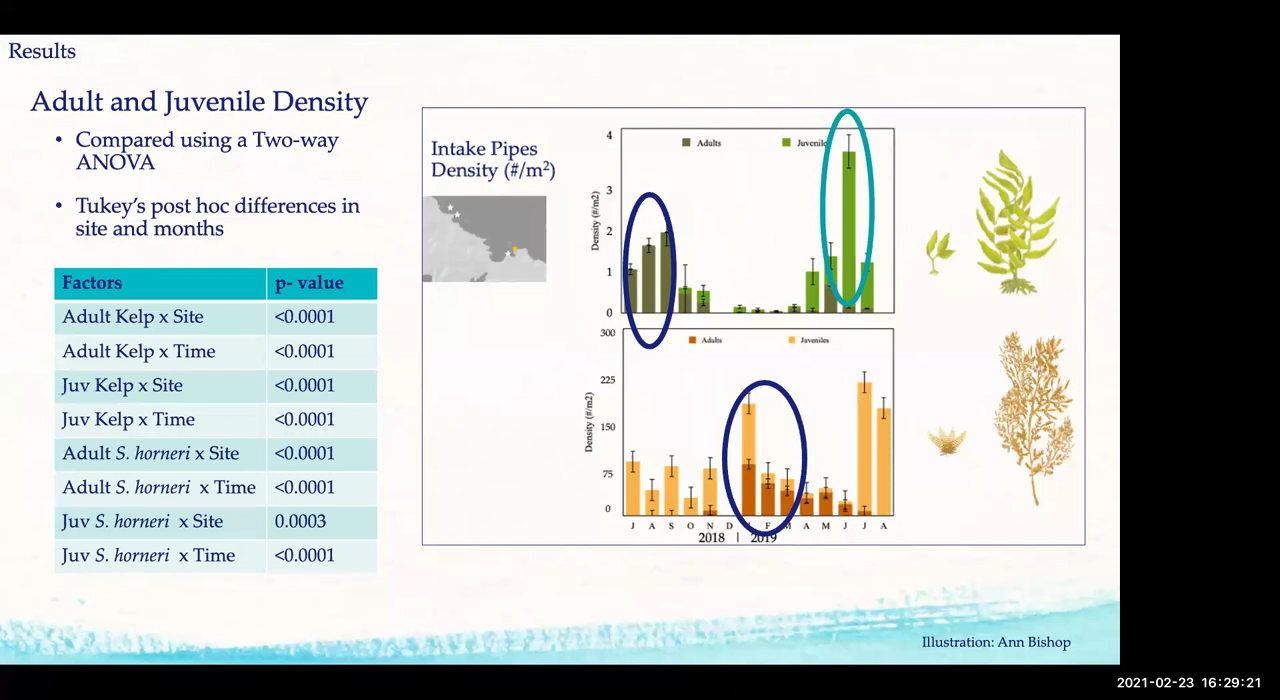 Results
Adult and Juvenile Density
• Compared using a Two-way
ANOVA
• Tukey's post hoc differences in
site and months
Factors p- value
Adult Kelp x Site <0.0001
Adult Kelp x Time <0.0001
Juv Kelp x Site <0.0001
Juv Kelp x Time <0.0001
Adult S. horneri x Site <0.0001
Adult S. horneri x Time <0.0001
Juv S. horneri x Site 0.0003
Juv S. horneri x Time <0.0001
Intake Pipes
Density (#/m²)
Adults
4
3
2
1
0
Density (#/m2)
Adults Juveniles
300
225
150
75
0
Density (#/m2)
J A S O N D F A M J J A
2018 | 2019
Illustration: Ann Bishop
2021-02-23 16:29:21